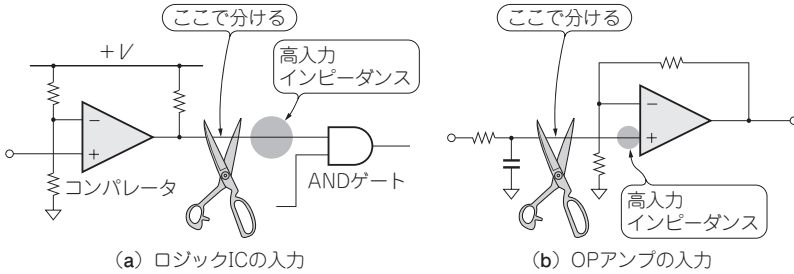 ここで分ける
+V
高入力
インピーダンス
−
+
コンパレータ
ANDゲート
(a) ロジックICの入力
ここで分ける
−
+
高入力
インピーダンス
(b) OPアンプの入力